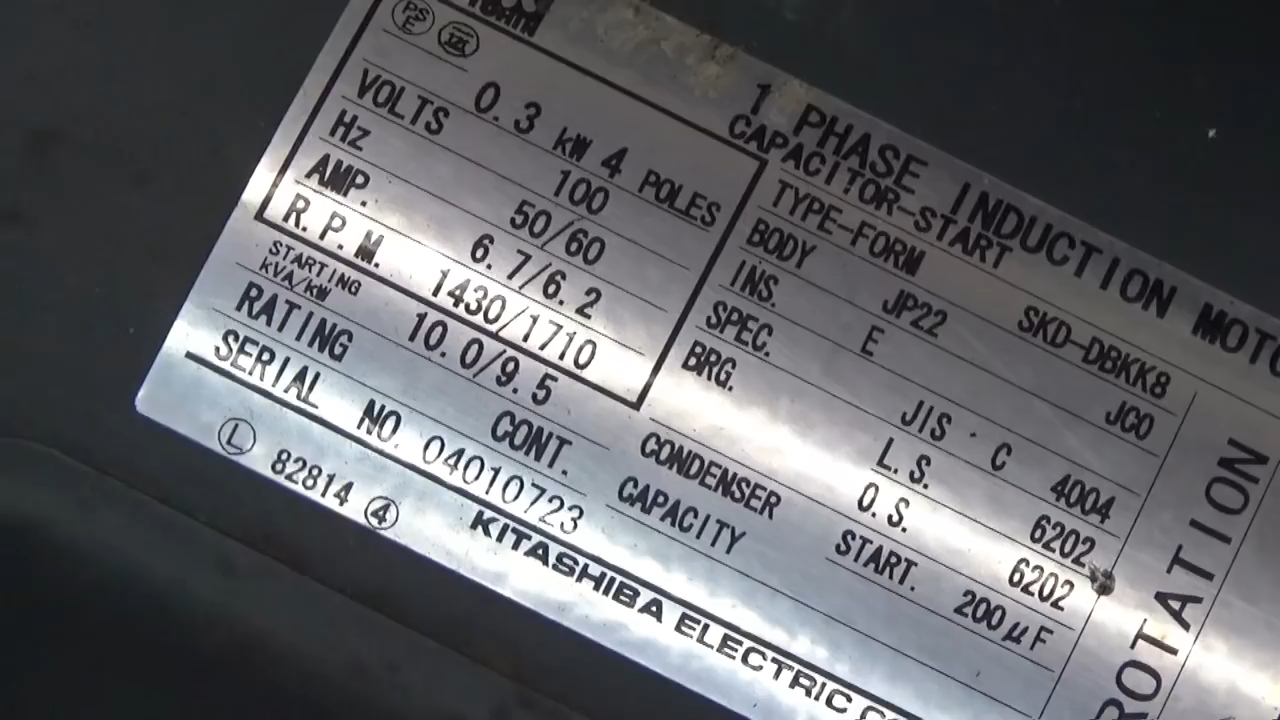 PS E
1 PHASE INDUCTION MOTO
CAPACITOR-START
0.3 kW 4 POLES
VOLTS 100
Hz 50/60
AMP. 6.7/6.2
R.P.M. 1430/1710
STARTING kVA/kW 10.0/9.5
RATING CONT.
SERIAL NO. 04010723
TYPE-FORM SKD-DBKK8
BODY JP22 JC0
INS. E
SPEC. JIS・C 4004
BRG. L.S. 6202
O.S. 6202
CONDENSER CAPACITY START. 200μF
ROTATION
L 82814 4
KITASHIBA ELECTRIC CO